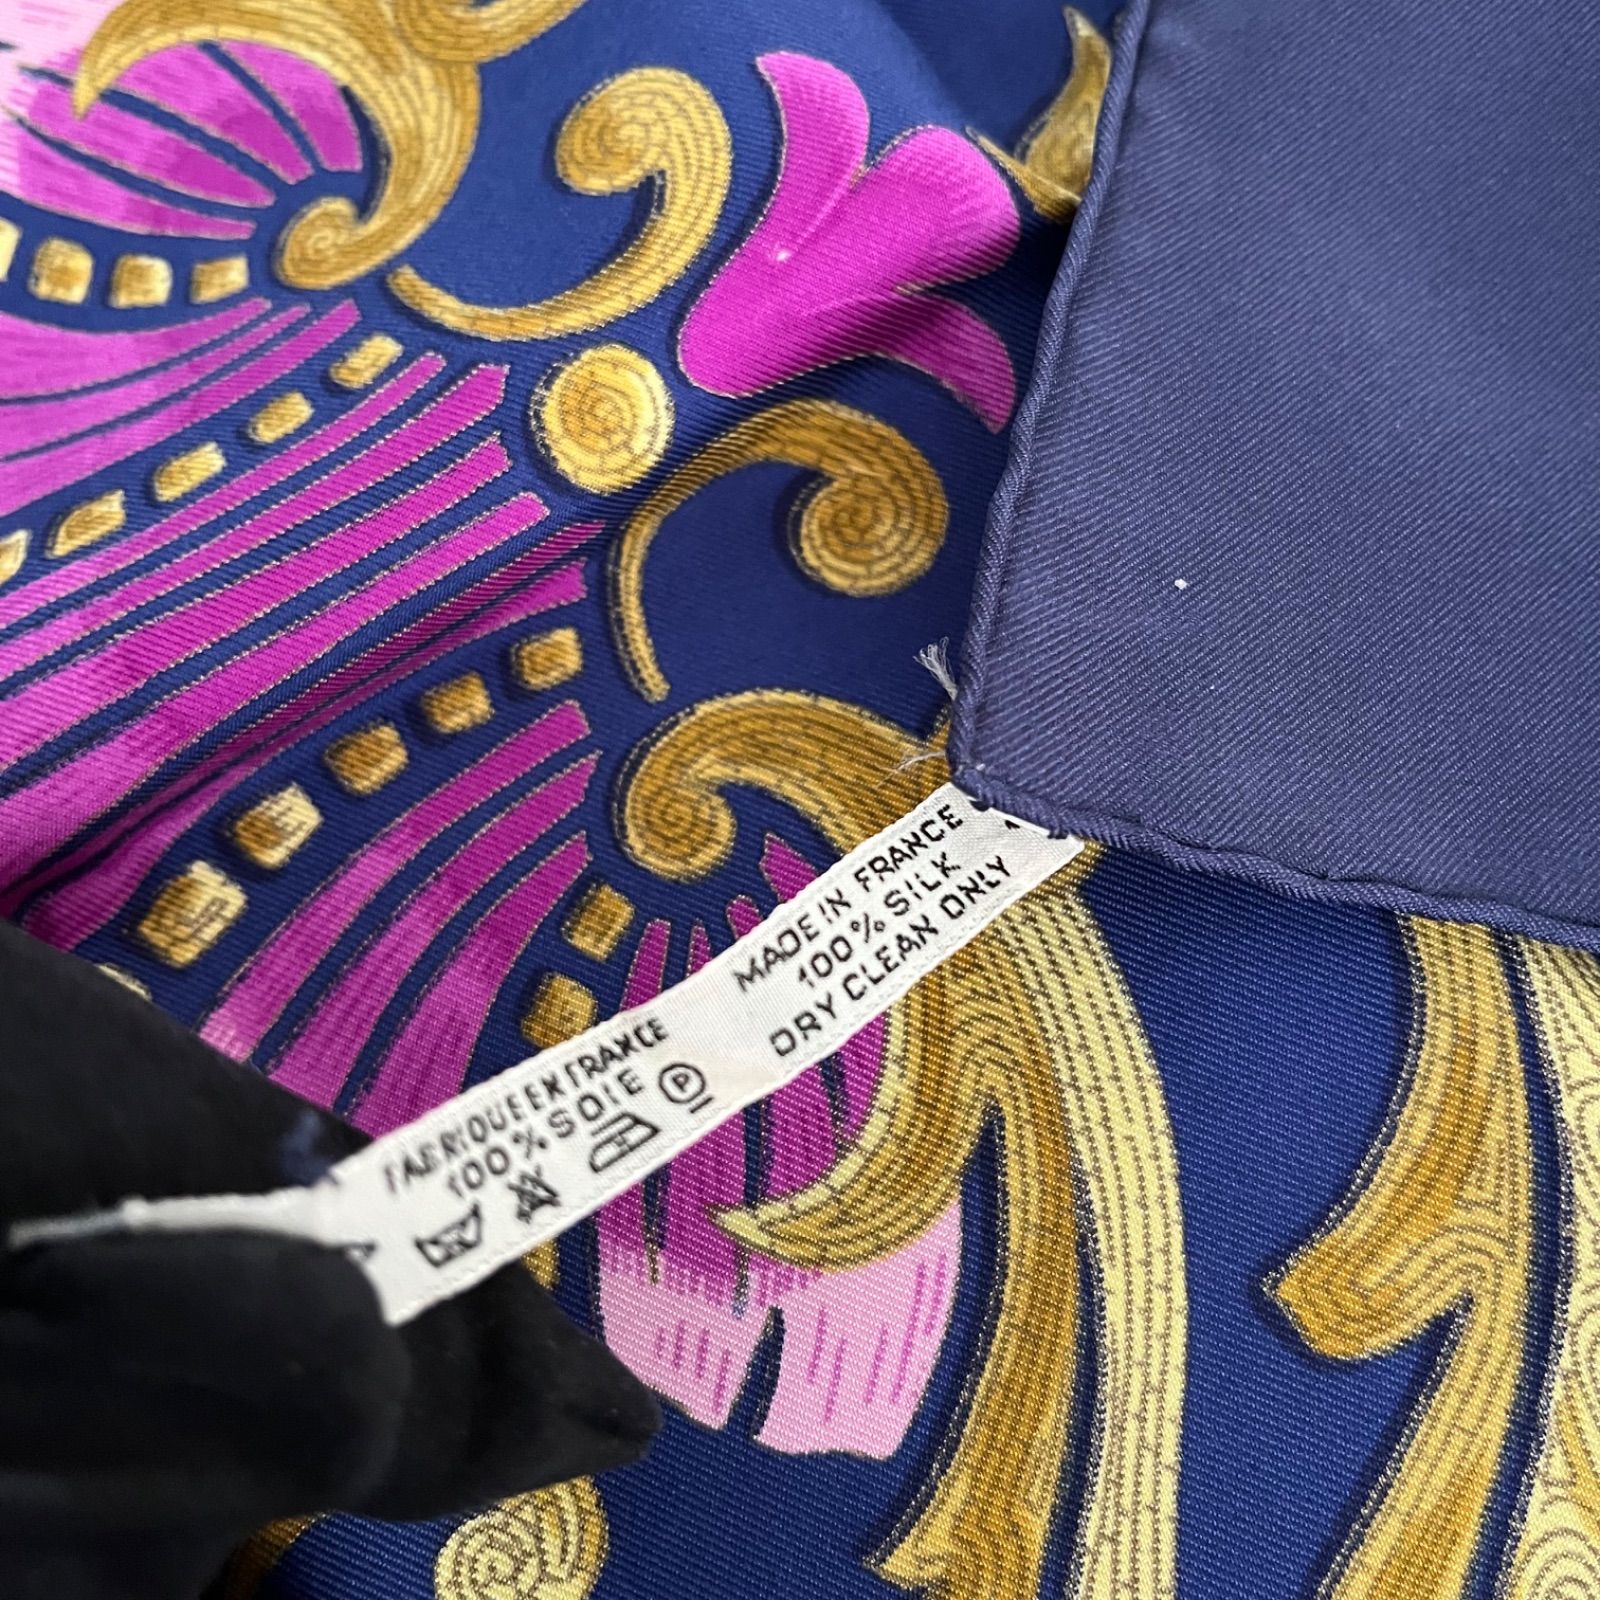 MADE IN FRANCE
100% SILK
DRY CLEAN ONLY
FABRIQUE EN FRANCE
100% SOIE
P